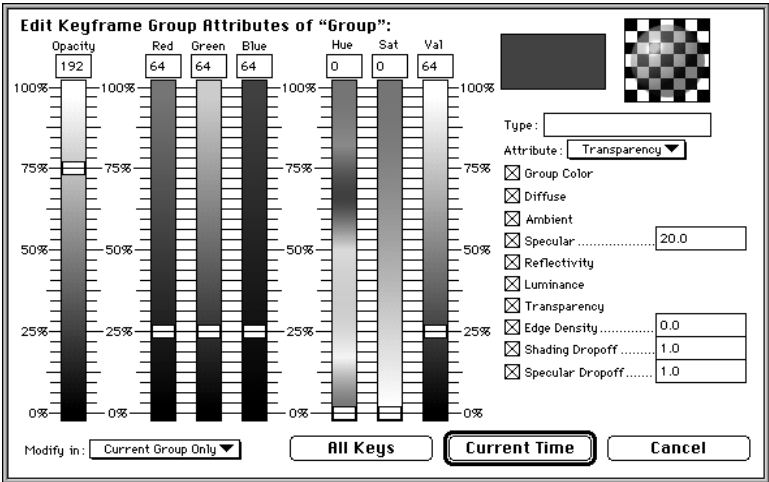 Edit Keyframe Group Attributes of “Group”:
Opacity Red Green Blue Hue Sat Val
192 64 64 64 0 0 64
100% 100% 100% 100%
75% 75% 75% 75%
50% 50% 50% 50%
25% 25% 25% 25%
0% 0% 0% 0%
Type:
Attribute: Transparency
Group Color
Diffuse
Ambient
Specular 20.0
Reflectivity
Luminance
Transparency
Edge Density 0.0
Shading Dropoff 1.0
Specular Dropoff 1.0
Modify in: Current Group Only
All Keys
Current Time
Cancel